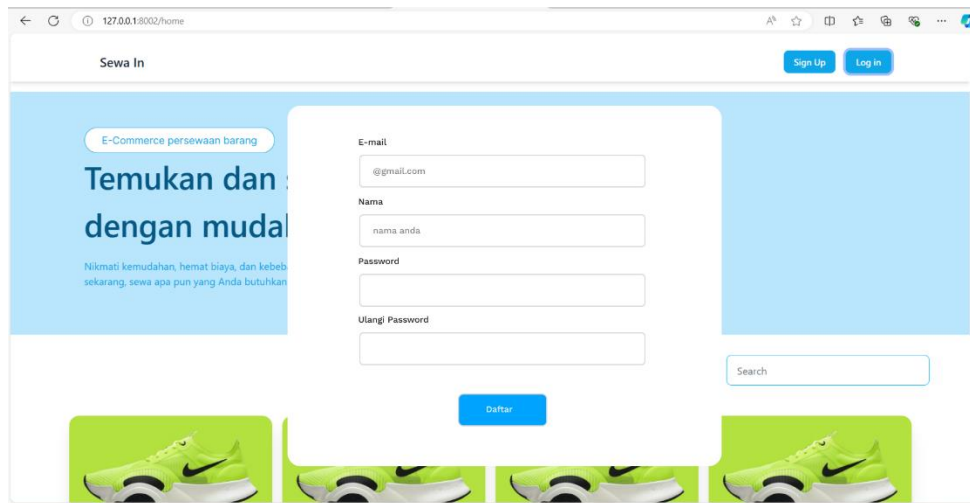 127.0.0.1:8002/home
Sewa In
Sign Up
Log in
E-Commerce persewaan barang
Temukan dan
dengan mudal
Nikmati kemudahan, hemat biaya, dan kebeb
sekarang, sewa apa pun yang Anda butuhkan
E-mail
@gmail.com
Nama
nama anda
Password
Ulangi Password
Daftar
Search